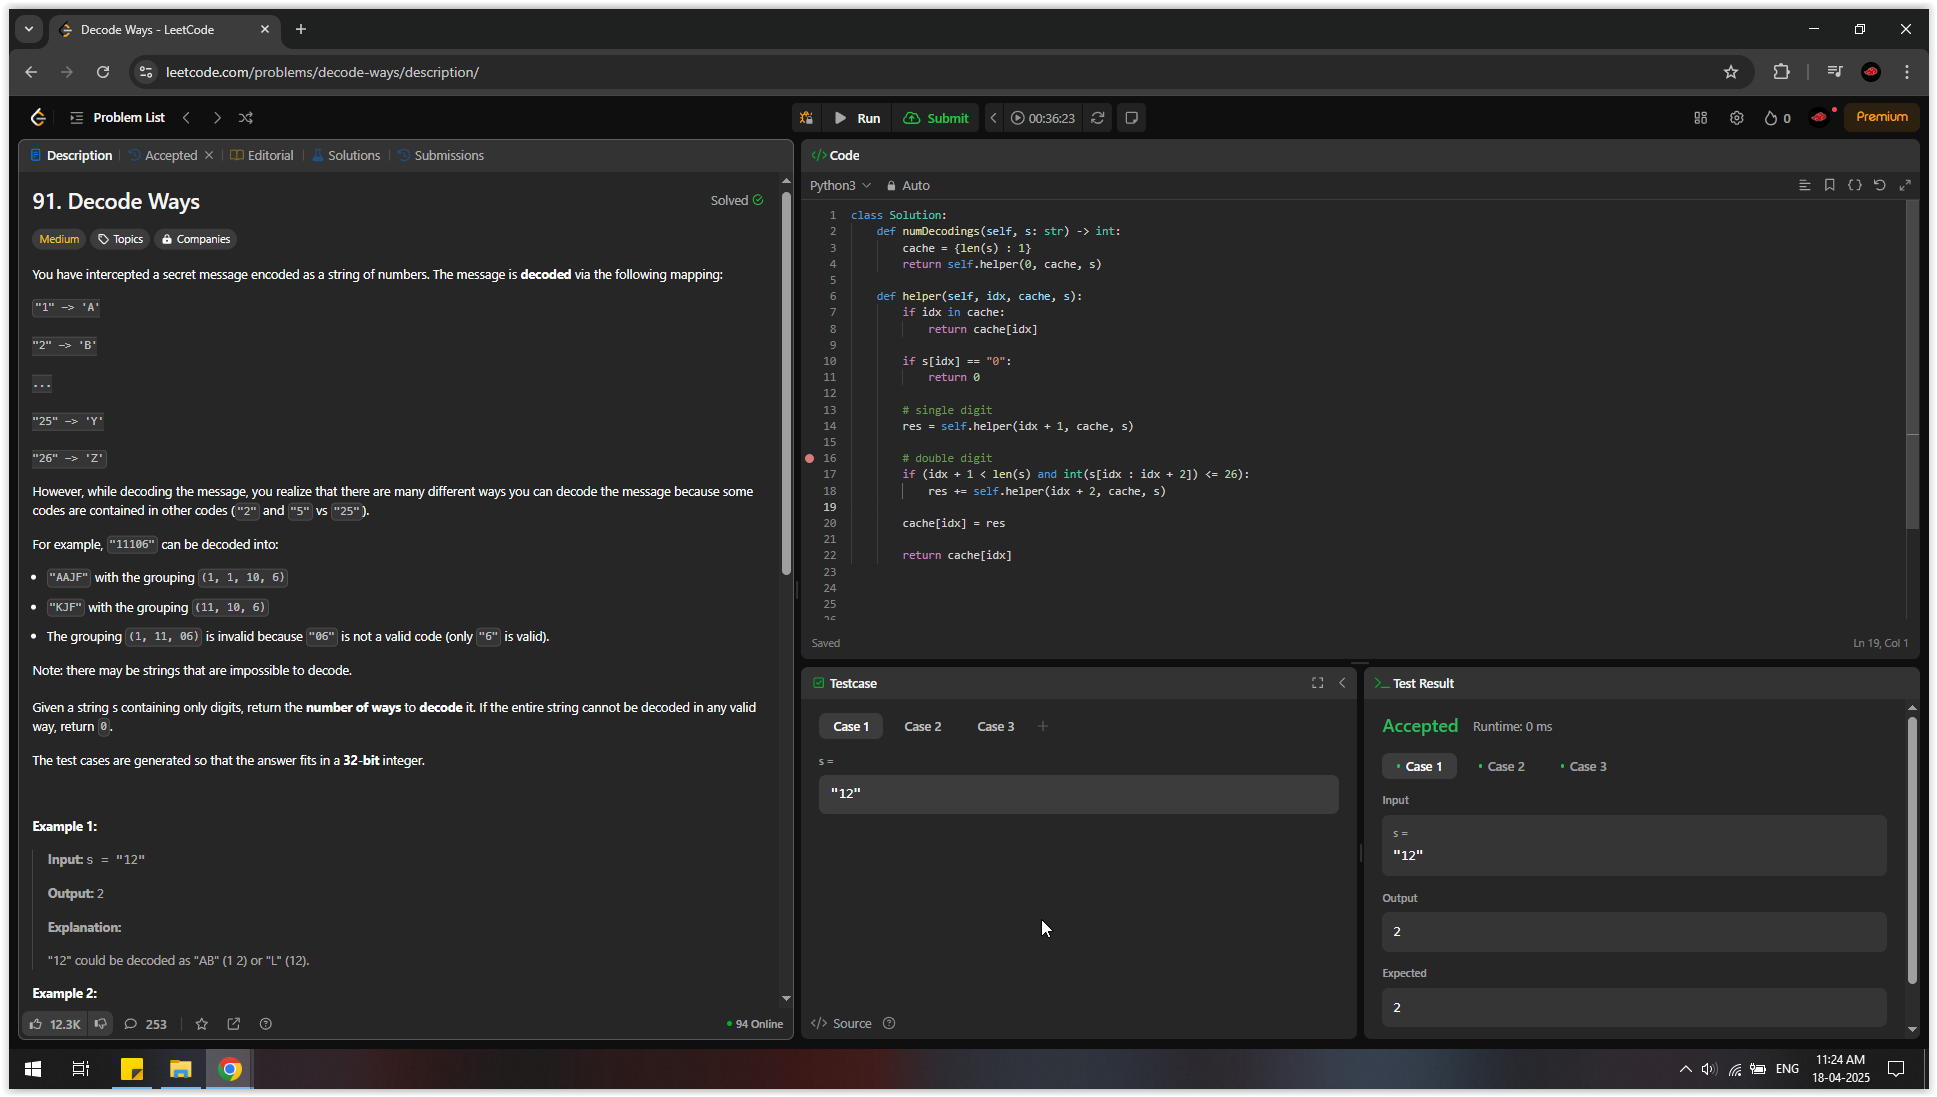 Decode Ways - LeetCode
leetcode.com/problems/decode-ways/description/
Problem List
Run
Submit
00:36:23
0
Premium
Description
Accepted
Editorial
Solutions
Submissions
91. Decode Ways
Solved
Medium
Topics
Companies
You have intercepted a secret message encoded as a string of numbers. The message is decoded via the following mapping:
"1" -> 'A'
"2" -> 'B'
...
"25" -> 'Y'
"26" -> 'Z'
However, while decoding the message, you realize that there are many different ways you can decode the message because some
codes are contained in other codes ("2" and "5" vs "25").
For example, "11106" can be decoded into:
• "AAJF" with the grouping (1, 1, 10, 6)
• "KJF" with the grouping (11, 10, 6)
• The grouping (1, 11, 06) is invalid because "06" is not a valid code (only "6" is valid).
Note: there may be strings that are impossible to decode.
Given a string s containing only digits, return the number of ways to decode it. If the entire string cannot be decoded in any valid
way, return 0.
The test cases are generated so that the answer fits in a 32-bit integer.
Example 1:
Input: s = "12"
Output: 2
Explanation:
"12" could be decoded as "AB" (1 2) or "L" (12).
Example 2:
12.3K
253
94 Online
</> Code
Python3
Auto
1 class Solution:
2     def numDecodings(self, s: str) -> int:
3         cache = {len(s) : 1}
4         return self.helper(0, cache, s)
5
6     def helper(self, idx, cache, s):
7         if idx in cache:
8             return cache[idx]
9
10         if s[idx] == "0":
11             return 0
12
13         # single digit
14         res = self.helper(idx + 1, cache, s)
15
16         # double digit
17         if (idx + 1 < len(s) and int(s[idx : idx + 2]) <= 26):
18             res += self.helper(idx + 2, cache, s)
19
20         cache[idx] = res
21
22         return cache[idx]
23
24
25
26
Saved
Ln 19, Col 1
Testcase
Case 1
Case 2
Case 3
s =
"12"
</> Source
>_ Test Result
Accepted
Runtime: 0 ms
Case 1
Case 2
Case 3
Input
s =
"12"
Output
2
Expected
2
ENG
11:24 AM
18-04-2025